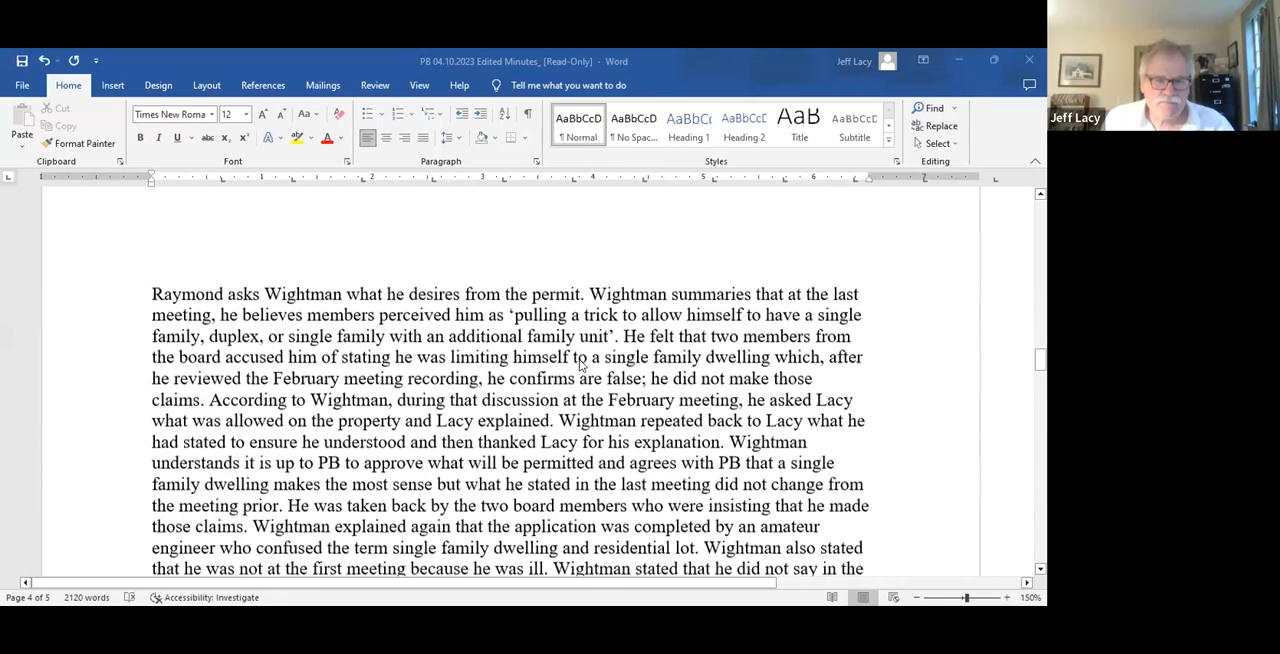 PB 04.10.2023 Edited Minutes_ [Read-Only] - Word
Jeff Lacy
File Home Insert Design Layout References Mailings Review View Help Tell me what you want to do
Paste
Cut
Copy
Format Painter
Clipboard
Times New Roma 12
Font
Paragraph
AaBbCcD AaBbCcD AaBbC AaBbCcD AaB AaBbCcD
¶ Normal ¶ No Spac... Heading 1 Heading 2 Title Subtitle
Styles
Find
Replace
Select
Editing
Jeff Lacy
1 1 2 3 4 5 6 7
Raymond asks Wightman what he desires from the permit. Wightman summaries that at the last
meeting, he believes members perceived him as ‘pulling a trick to allow himself to have a single
family, duplex, or single family with an additional family unit’. He felt that two members from
the board accused him of stating he was limiting himself to a single family dwelling which, after
he reviewed the February meeting recording, he confirms are false; he did not make those
claims. According to Wightman, during that discussion at the February meeting, he asked Lacy
what was allowed on the property and Lacy explained. Wightman repeated back to Lacy what he
had stated to ensure he understood and then thanked Lacy for his explanation. Wightman
understands it is up to PB to approve what will be permitted and agrees with PB that a single
family dwelling makes the most sense but what he stated in the last meeting did not change from
the meeting prior. He was taken back by the two board members who were insisting that he made
those claims. Wightman explained again that the application was completed by an amateur
engineer who confused the term single family dwelling and residential lot. Wightman also stated
that he was not at the first meeting because he was ill. Wightman stated that he did not say in the
Page 4 of 5 2120 words Accessibility: Investigate 150%